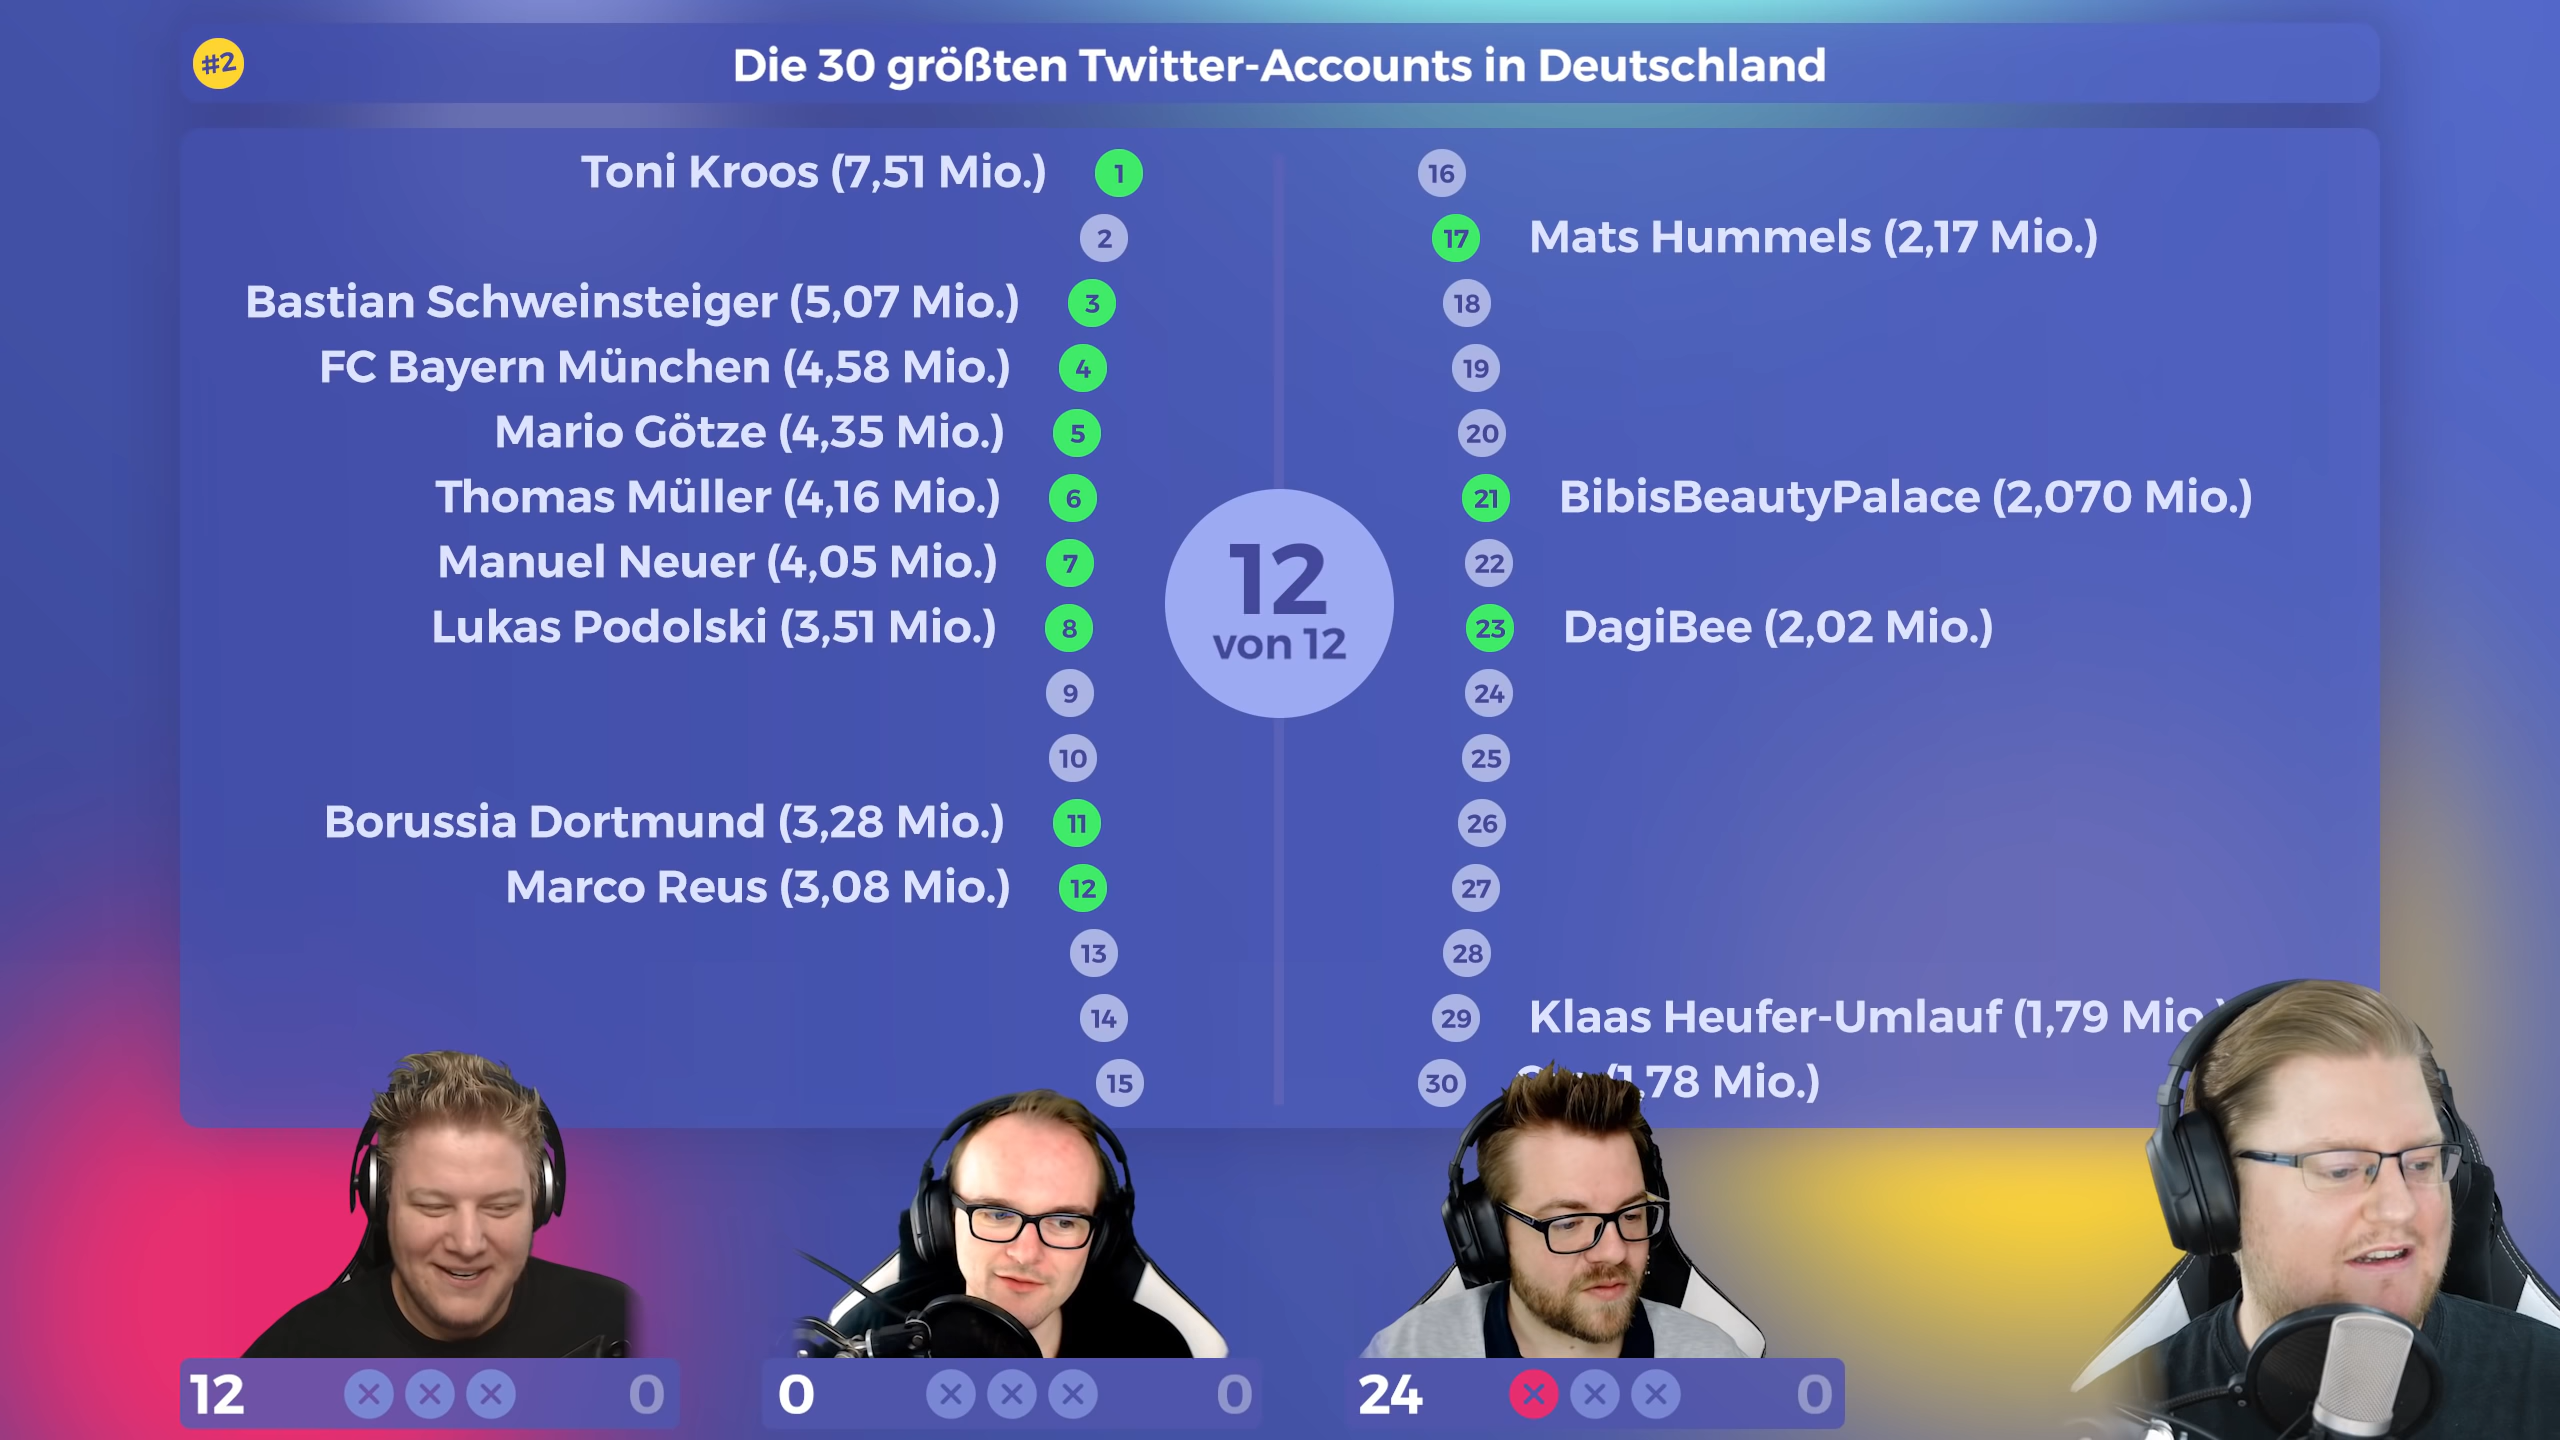 #2
Die 30 größten Twitter-Accounts in Deutschland
Toni Kroos (7,51 Mio.) 1
2
Bastian Schweinsteiger (5,07 Mio.) 3
FC Bayern München (4,58 Mio.) 4
Mario Götze (4,35 Mio.) 5
Thomas Müller (4,16 Mio.) 6
Manuel Neuer (4,05 Mio.) 7
Lukas Podolski (3,51 Mio.) 8
9
10
Borussia Dortmund (3,28 Mio.) 11
Marco Reus (3,08 Mio.) 12
13
14
15
12
von 12
16
17 Mats Hummels (2,17 Mio.)
18
19
20
21 BibisBeautyPalace (2,070 Mio.)
22
23 DagiBee (2,02 Mio.)
24
25
26
27
28
29 Klaas Heufer-Umlauf (1,79 Mio.
30 (1,78 Mio.)
12 0
0 0
24 0